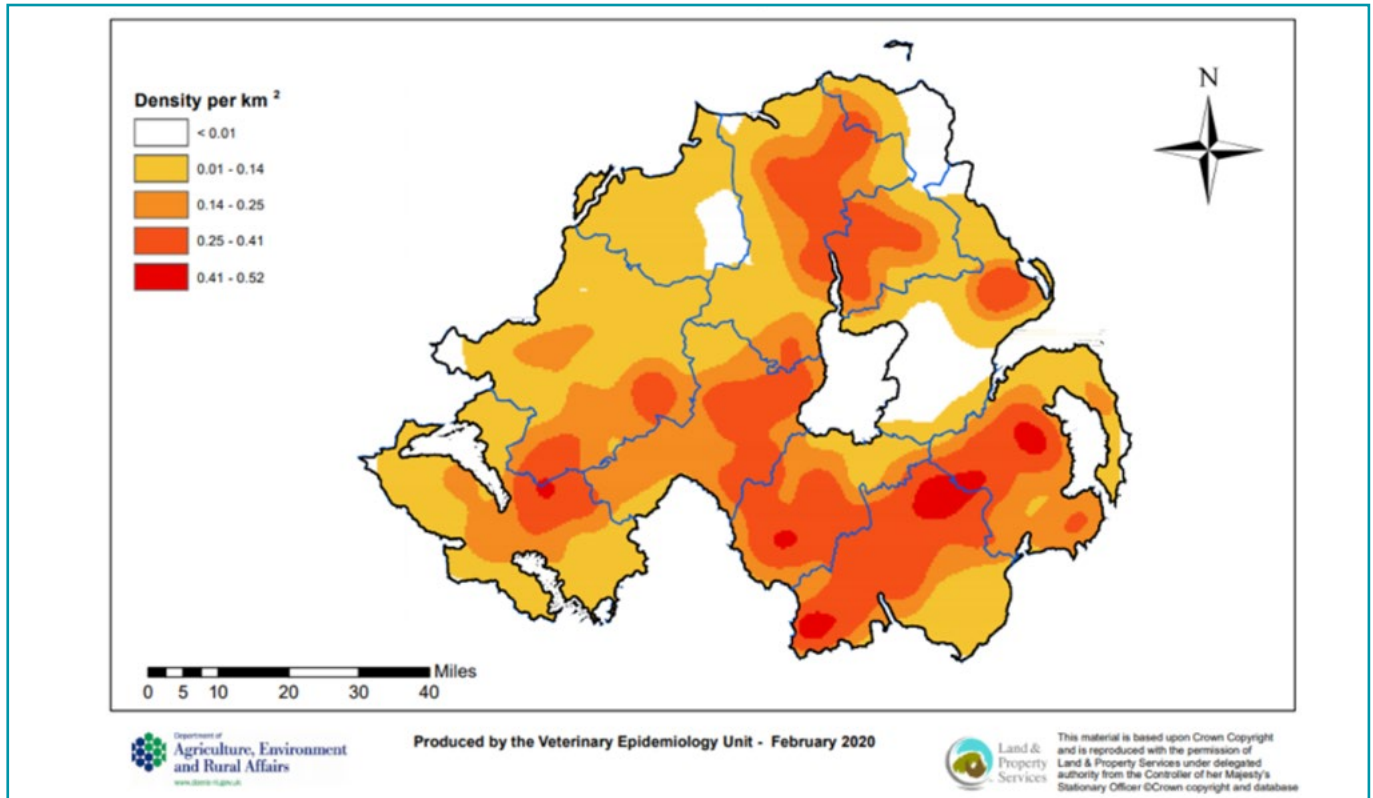 N
Density per km ²
< 0.01
0.01 - 0.14
0.14 - 0.25
0.25 - 0.41
0.41 - 0.52
Miles
0 5 10 20 30 40
Department of
Agriculture, Environment
and Rural Affairs
Produced by the Veterinary Epidemiology Unit - February 2020
Land &
Property
Services
This material is based upon Crown Copyright
and is reproduced with the permission of
Land & Property Services under delegated
authority from the Controller of her Majesty's
Stationary Officer ©Crown copyright and database